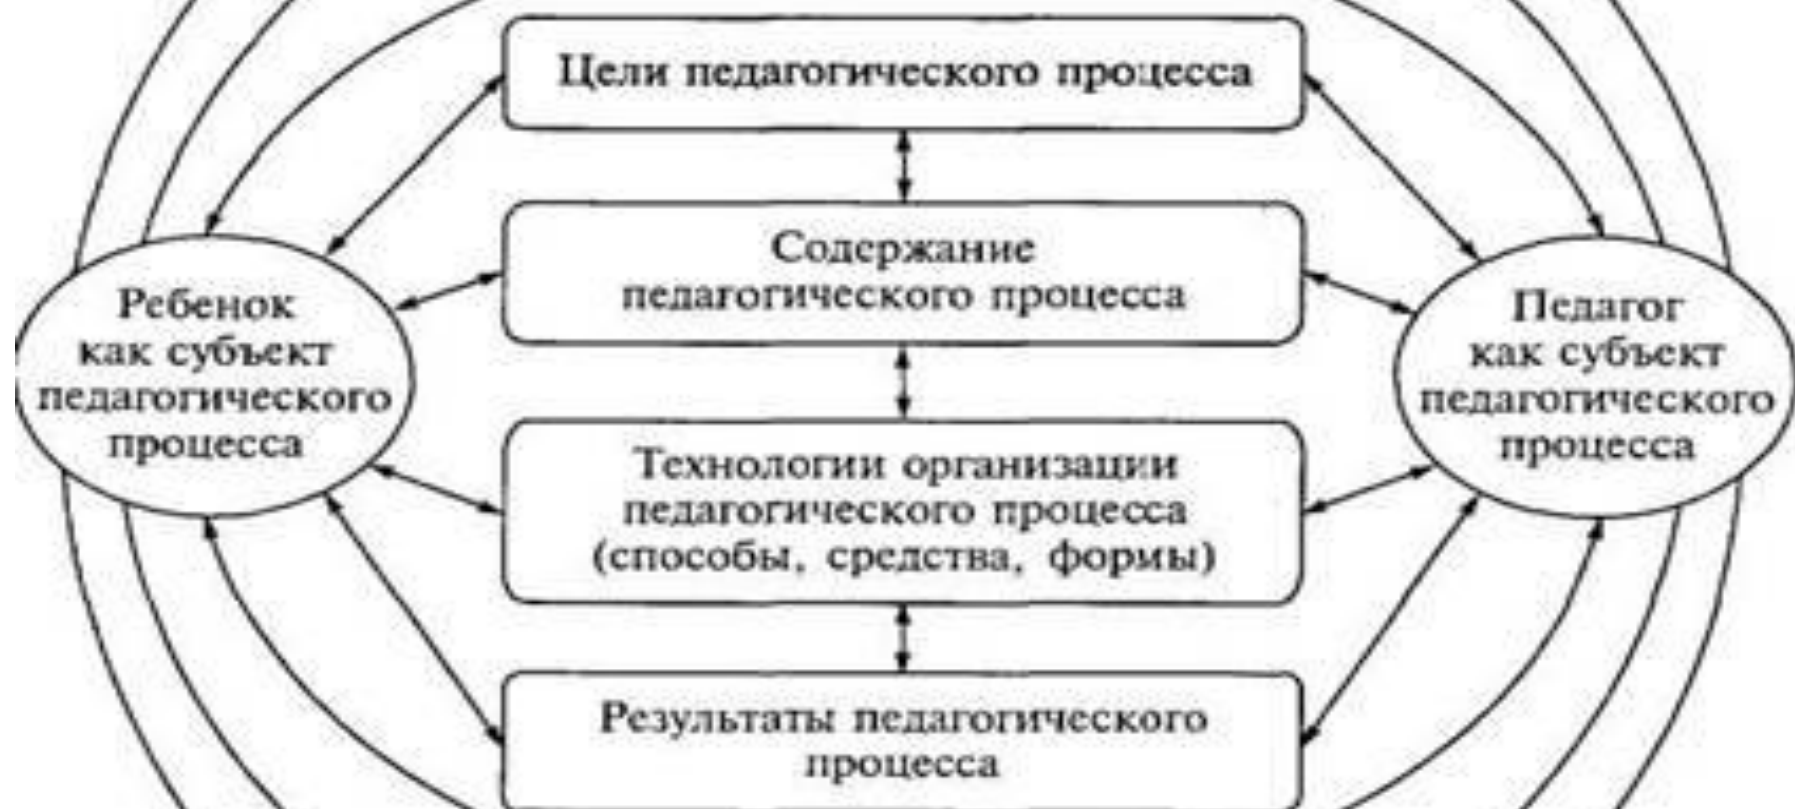 Цели педагогического процесса
Содержание
педагогического процесса
Ребенок
как субъект
педагогического
процесса
Педагог
как субъект
педагогического
процесса
Технологии организации
педагогического процесса
(способы, средства, формы)
Результаты педагогического
процесса